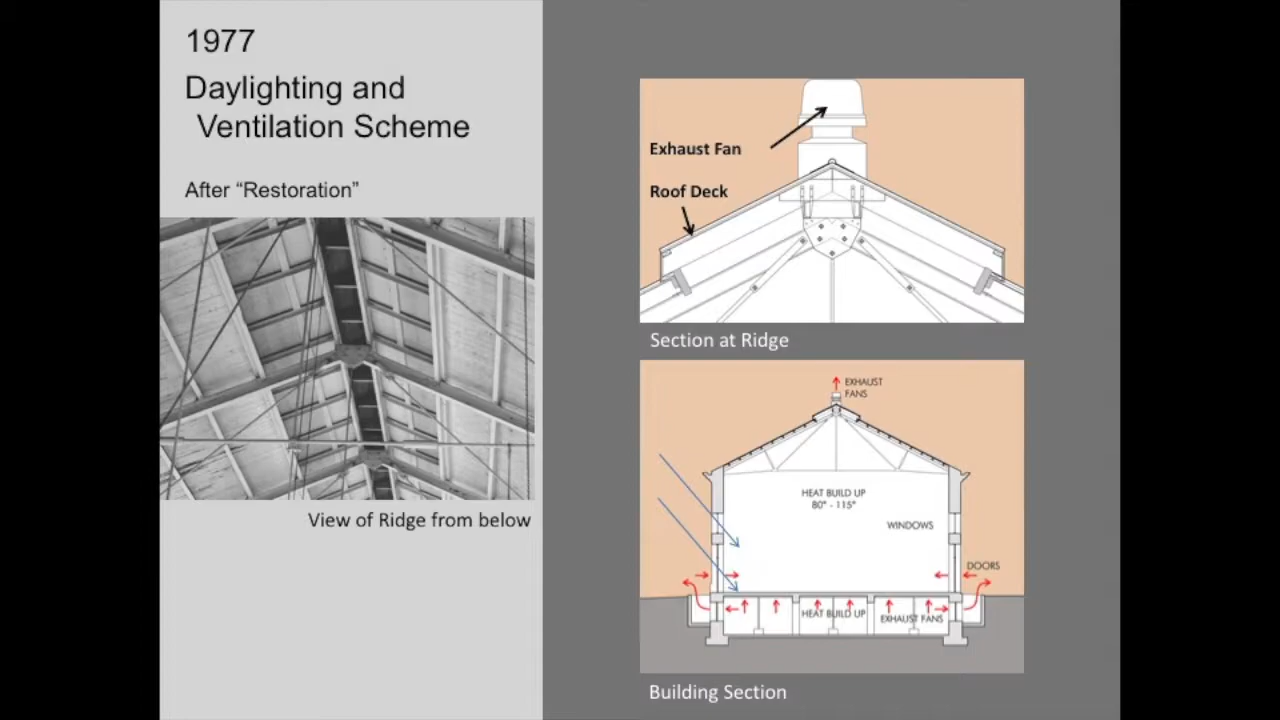 1977
Daylighting and
Ventilation Scheme
After “Restoration”
View of Ridge from below
Exhaust Fan
Roof Deck
Section at Ridge
EXHAUST
FANS
HEAT BUILD UP
80° - 115°
WINDOWS
DOORS
HEAT BUILD UP
EXHAUST FANS
Building Section